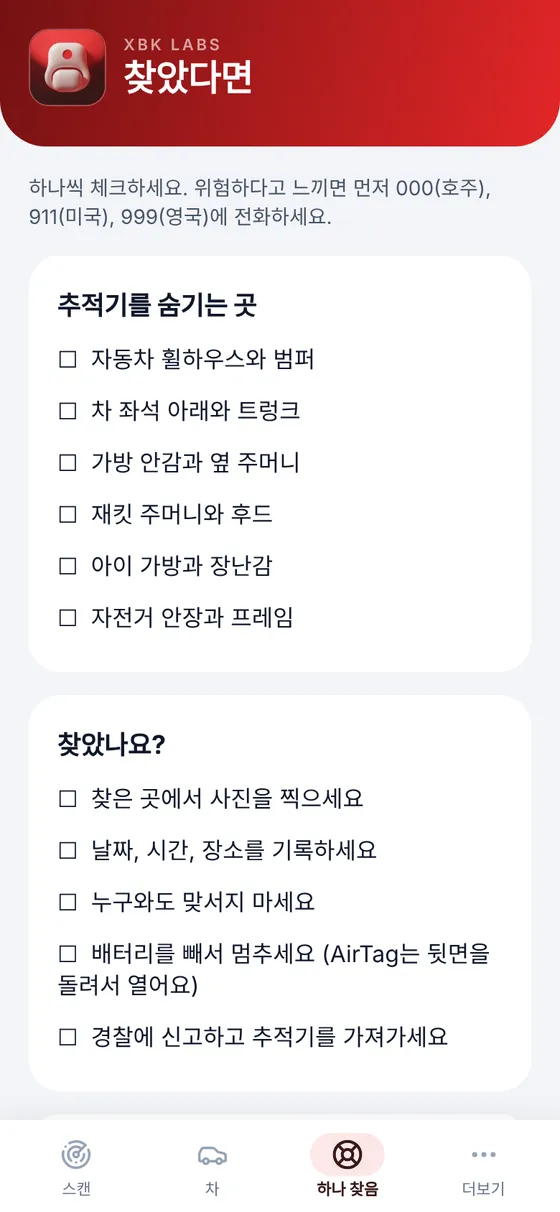 XBK LABS
찾았다면
하나씩 체크하세요. 위험하다고 느끼면 먼저 000(호주),
911(미국), 999(영국)에 전화하세요.
추적기를 숨기는 곳
☐ 자동차 휠하우스와 범퍼
☐ 차 좌석 아래와 트렁크
☐ 가방 안감과 옆 주머니
☐ 재킷 주머니와 후드
☐ 아이 가방과 장난감
☐ 자전거 안장과 프레임
찾았나요?
☐ 찾은 곳에서 사진을 찍으세요
☐ 날짜, 시간, 장소를 기록하세요
☐ 누구와도 맞서지 마세요
☐ 배터리를 빼서 멈추세요 (AirTag는 뒷면을
돌려서 열어요)
☐ 경찰에 신고하고 추적기를 가져가세요
스캔
차
하나 찾음
더보기